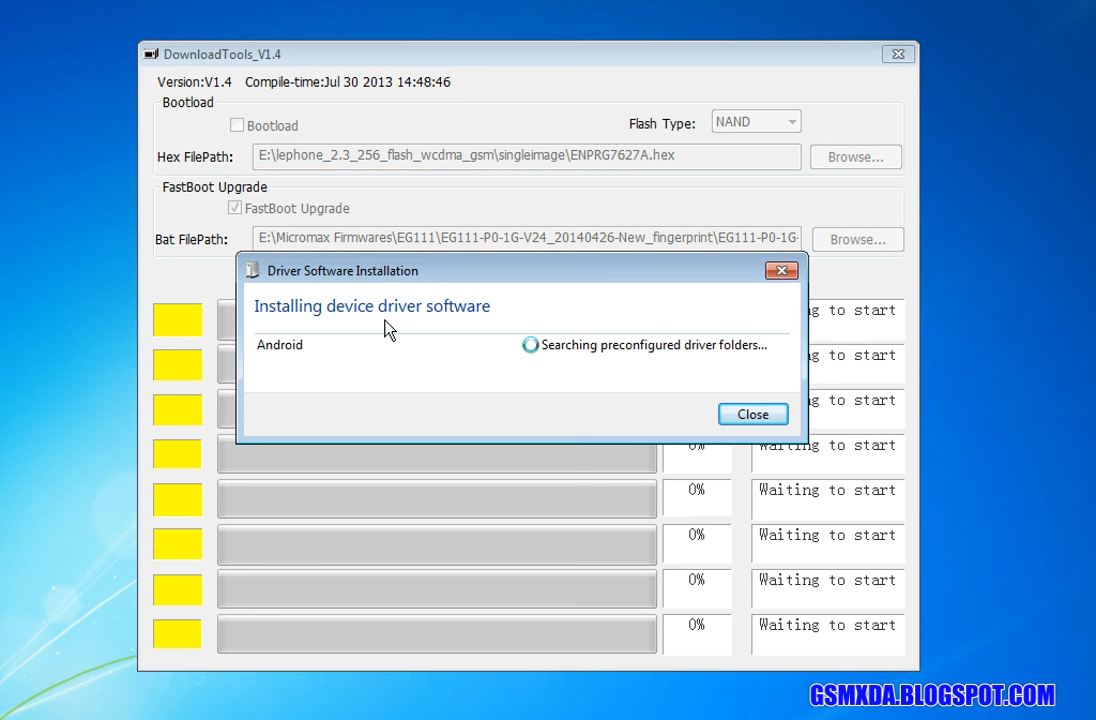 DownloadTools_V1.4
Version:V1.4 Compile-time:Jul 30 2013 14:48:46
Bootload
Bootload
Flash Type: NAND
Hex FilePath: E:\lephone_2.3_256_flash_wcdma_gsm\singleimage\ENPRG7627A.hex Browse...
FastBoot Upgrade
FastBoot Upgrade
Bat FilePath: E:\Micromax Firmwares\EG111\EG111-P0-1G-V24_20140426-New_fingerprint\EG111-P0-1G- Browse...
Driver Software Installation
Installing device driver software
to start
Android Searching preconfigured driver folders...
to start
to start
Close
0% to start
0% Waiting to start
0% Waiting to start
0% Waiting to start
0% Waiting to start
GSMXDA.BLOGSPOT.COM